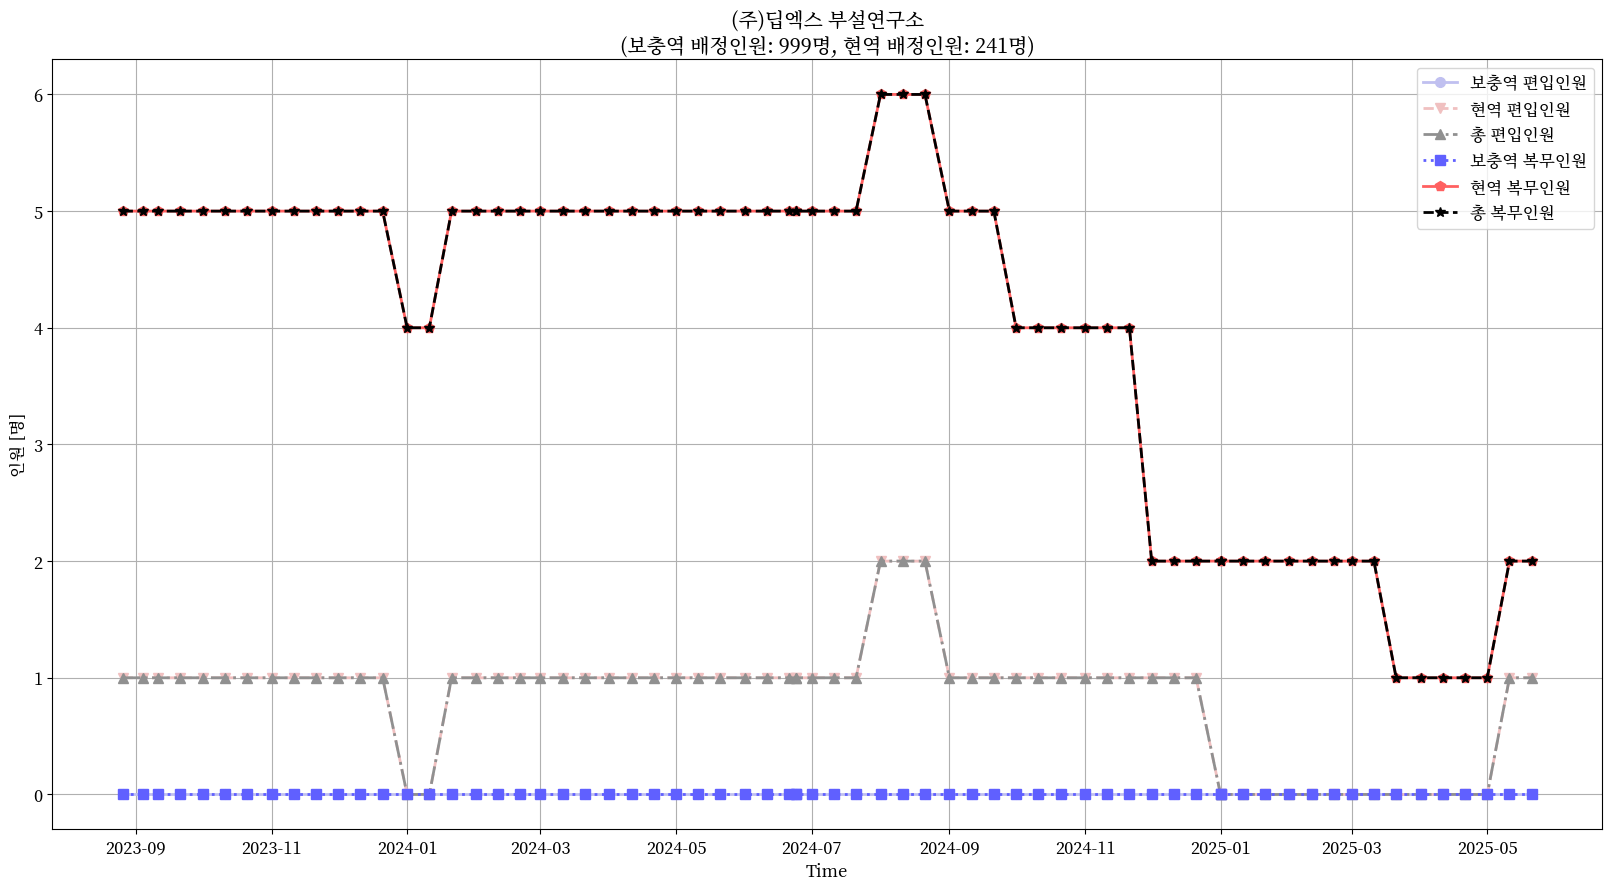 (주)딥엑스 부설연구소
(보충역 배정인원: 999명, 현역 배정인원: 241명)
보충역 편입인원
현역 편입인원
총 편입인원
보충역 복무인원
현역 복무인원
총 복무인원
인원 [명]
6
5
4
3
2
1
0
2023-09 2023-11 2024-01 2024-03 2024-05 2024-07 2024-09 2024-11 2025-01 2025-03 2025-05
Time